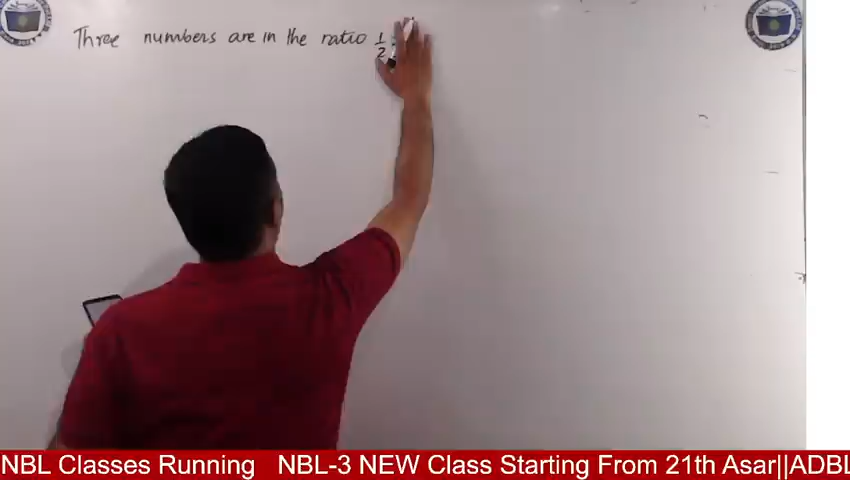 Three numbers are in the ratio 1/2
NBL Classes Running NBL-3 NEW Class Starting From 21th Asar||ADBL